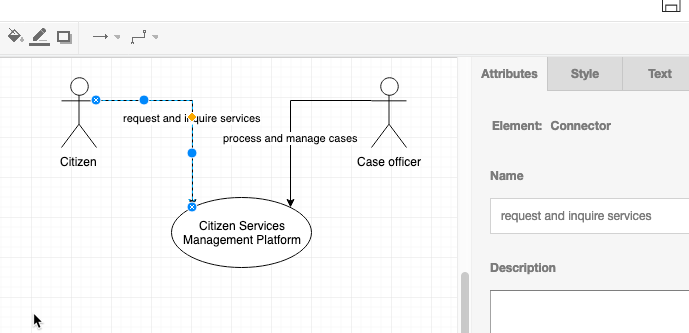 Attributes
Style
Text
request and inquire services
process and manage cases
Citizen
Case officer
Citizen Services
Management Platform
Element: Connector
Name
request and inquire services
Description